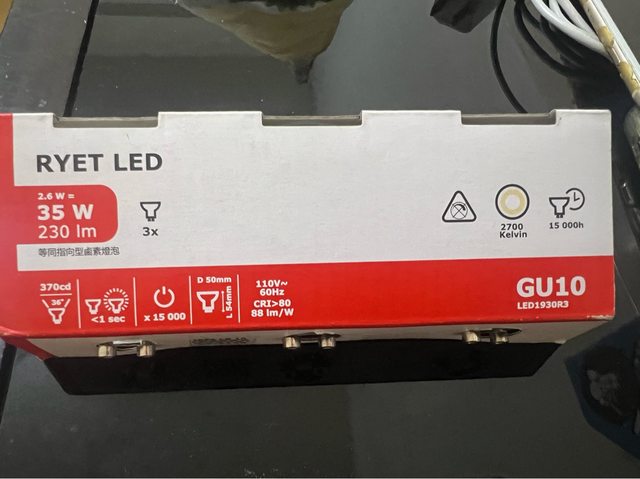 RYET LED
2.6 W =
35 W
230 lm
等同指向型鹵素燈泡
3x
2700
Kelvin
15 000h
370cd
36°
<1 sec
x 15 000
D 50mm
L 54mm
110V~
60Hz
CRI>80
88 lm/W
GU10
LED1930R3